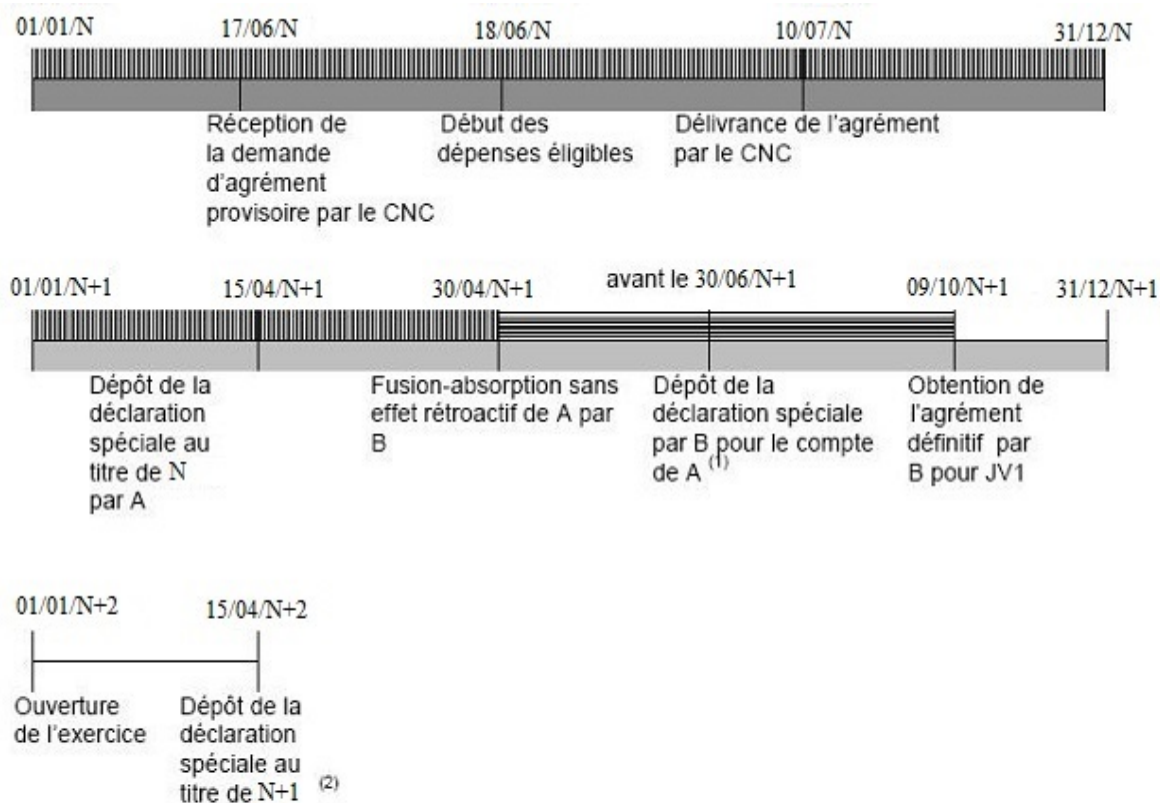 01/01/N 17/06/N 18/06/N 10/07/N 31/12/N
Réception de
la demande
d'agrément
provisoire par le CNC
Début des
dépenses éligibles
Délivrance de l'agrément
par le CNC
01/01/N+1 15/04/N+1 30/04/N+1 avant le 30/06/N+1 09/10/N+1 31/12/N+1
Dépôt de la
déclaration
spéciale au
titre de N
par A
Fusion-absorption sans
effet rétroactif de A par
B
Dépôt de la
déclaration spéciale
par B pour le compte
de A (1)
Obtention de
l'agrément
définitif par
B pour JV1
01/01/N+2 15/04/N+2
Ouverture
de l'exercice
Dépôt de la
déclaration
spéciale au
titre de N+1 (2)